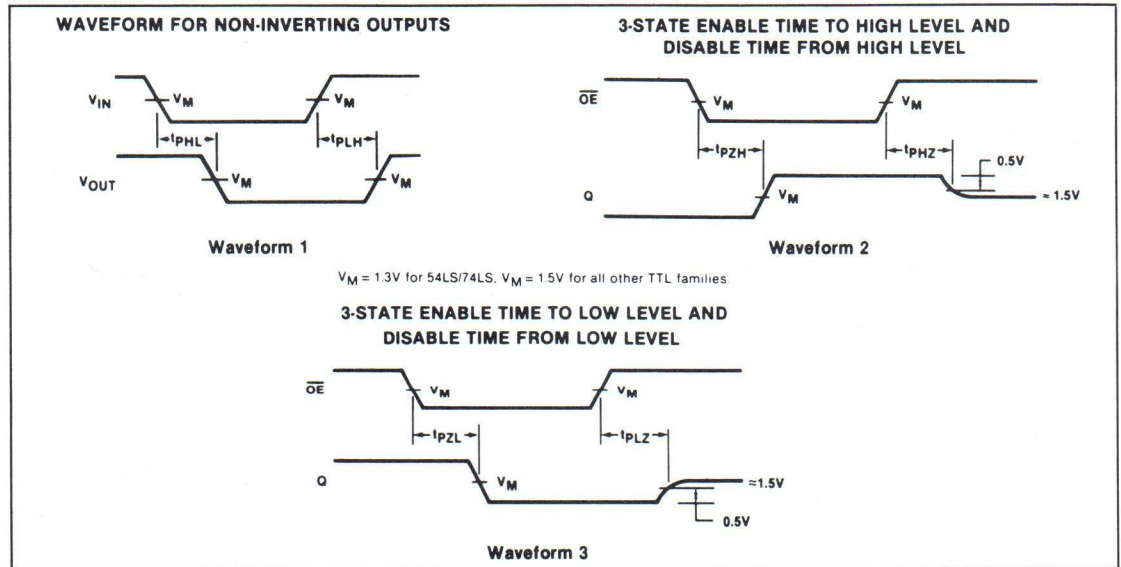 WAVEFORM FOR NON-INVERTING OUTPUTS
VIN
VM
VM
tPHL
tPLH
VOUT
VM
VM
Waveform 1
3-STATE ENABLE TIME TO HIGH LEVEL AND
DISABLE TIME FROM HIGH LEVEL
OE
VM
VM
tPZH
tPHZ
0.5V
Q
VM
≈ 1.5V
Waveform 2
VM = 1.3V for 54LS/74LS, VM = 1.5V for all other TTL families.
3-STATE ENABLE TIME TO LOW LEVEL AND
DISABLE TIME FROM LOW LEVEL
OE
VM
VM
tPZL
tPLZ
Q
VM
≈1.5V
0.5V
Waveform 3